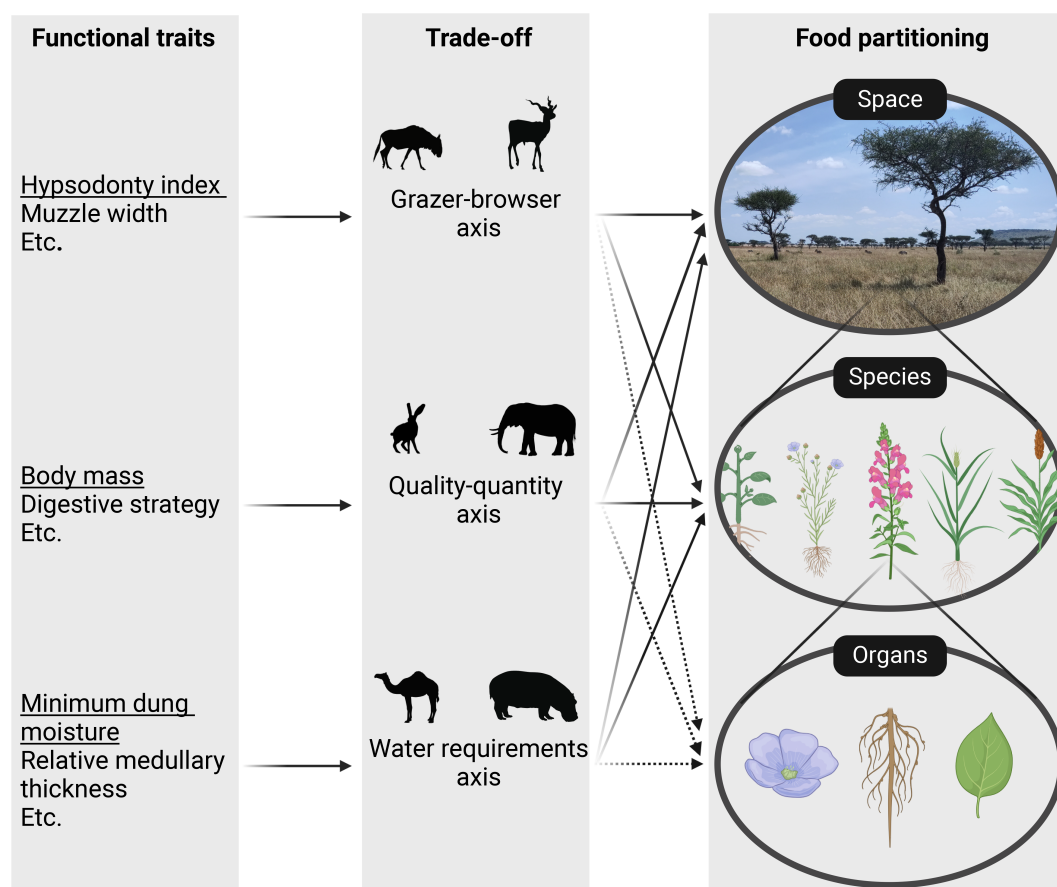 Functional traits
Hypsodonty index
Muzzle width
Etc.
Body mass
Digestive strategy
Etc.
Minimum dung
moisture
Relative medullary
thickness
Etc.
Trade-off
Grazer-browser
axis
Quality-quantity
axis
Water requirements
axis
Food partitioning
Space
Species
Organs